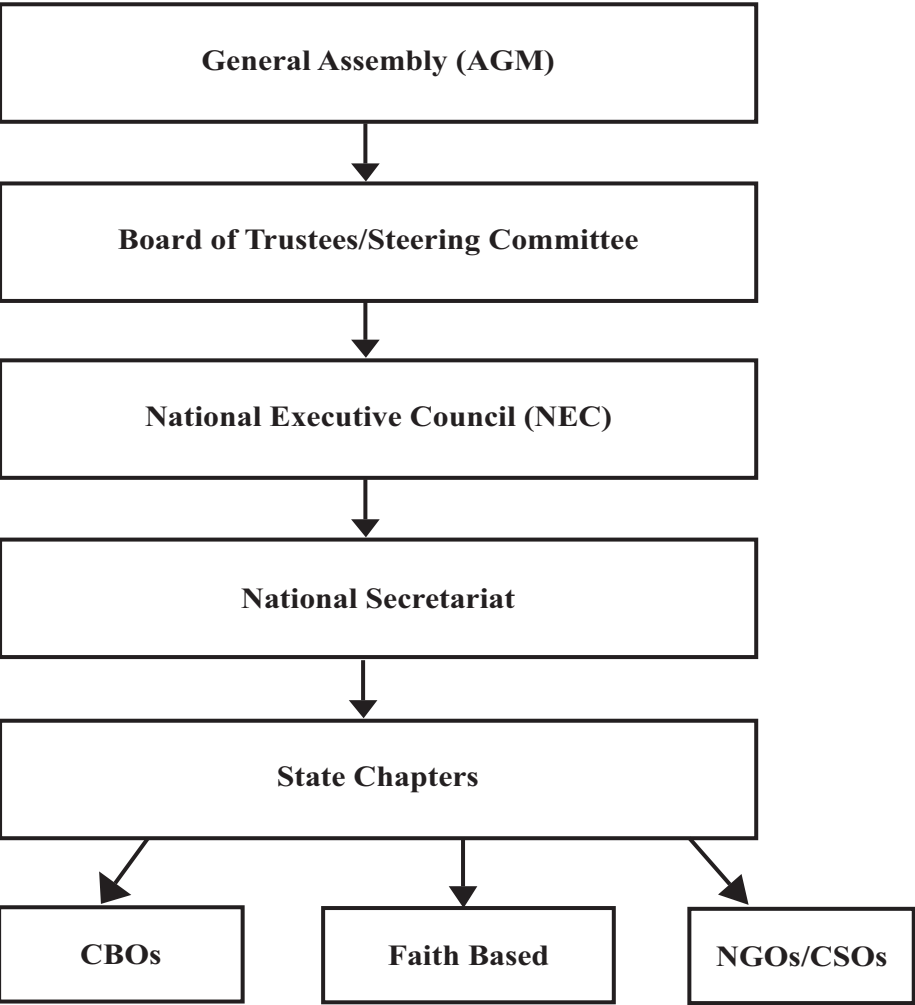 General Assembly (AGM)
Board of Trustees/Steering Committee
National Executive Council (NEC)
National Secretariat
State Chapters
CBOs
Faith Based
NGOs/CSOs